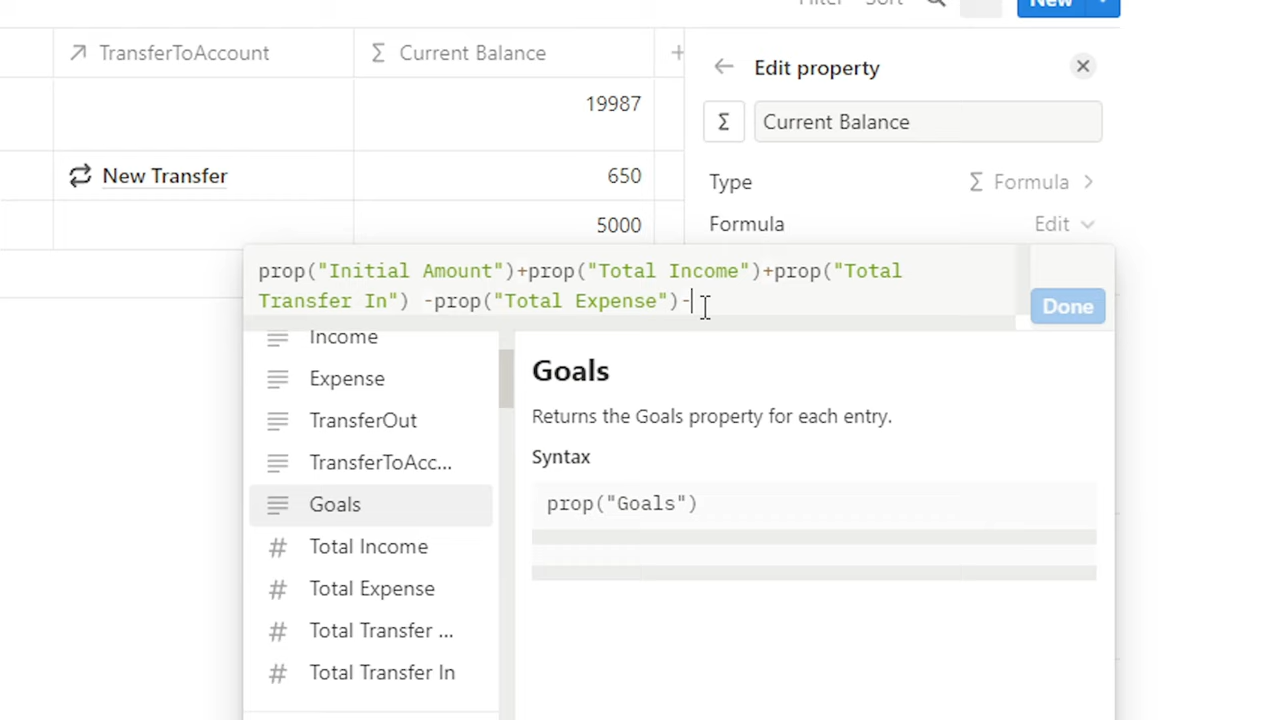 Filter Sort New
TransferToAccount Current Balance
19987
New Transfer 650
5000
Edit property
Current Balance
Type Formula
Formula Edit
prop("Initial Amount")+prop("Total Income")+prop("Total
Transfer In") -prop("Total Expense")-
Done
Income
Expense
TransferOut
TransferToAcc...
Goals
Total Income
Total Expense
Total Transfer ...
Total Transfer In
Goals
Returns the Goals property for each entry.
Syntax
prop("Goals")